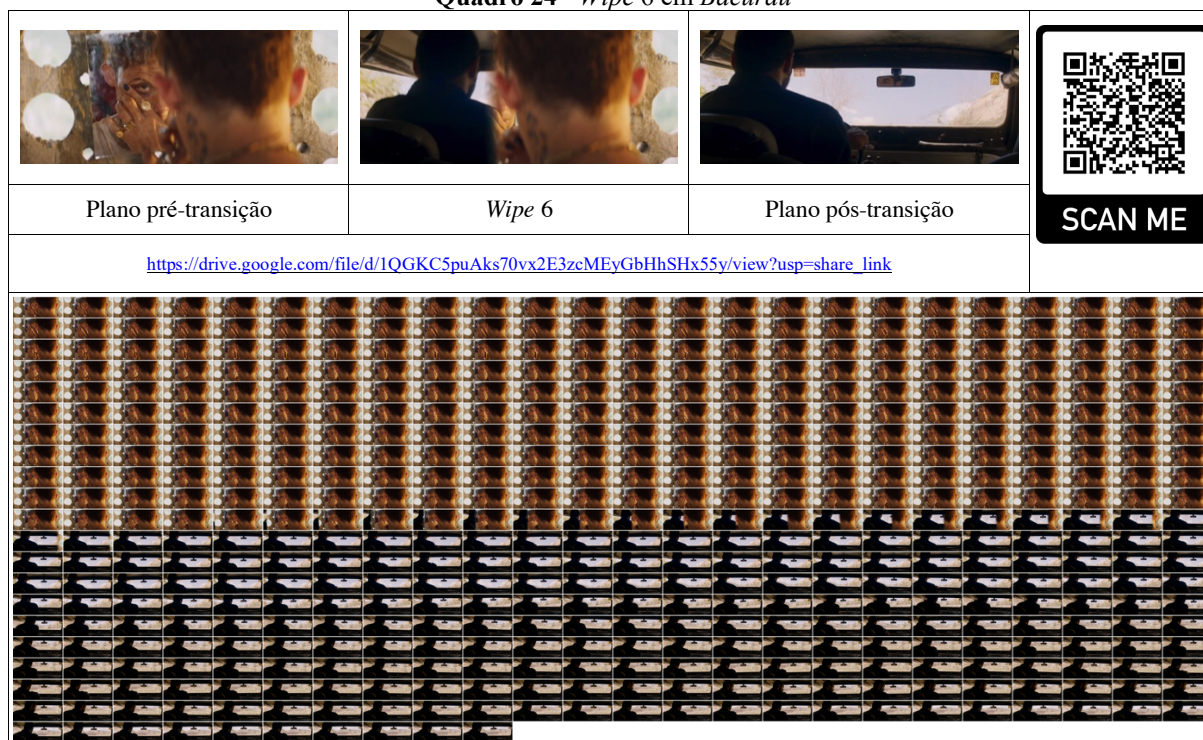 Quadro 24 - Wipe 6 em Bacurau
SCAN ME
Plano pré-transição
Wipe 6
Plano pós-transição
https://drive.google.com/file/d/1QGKC5puAks70vx2E3zcMEyGbHhSHx55y/view?usp=share_link